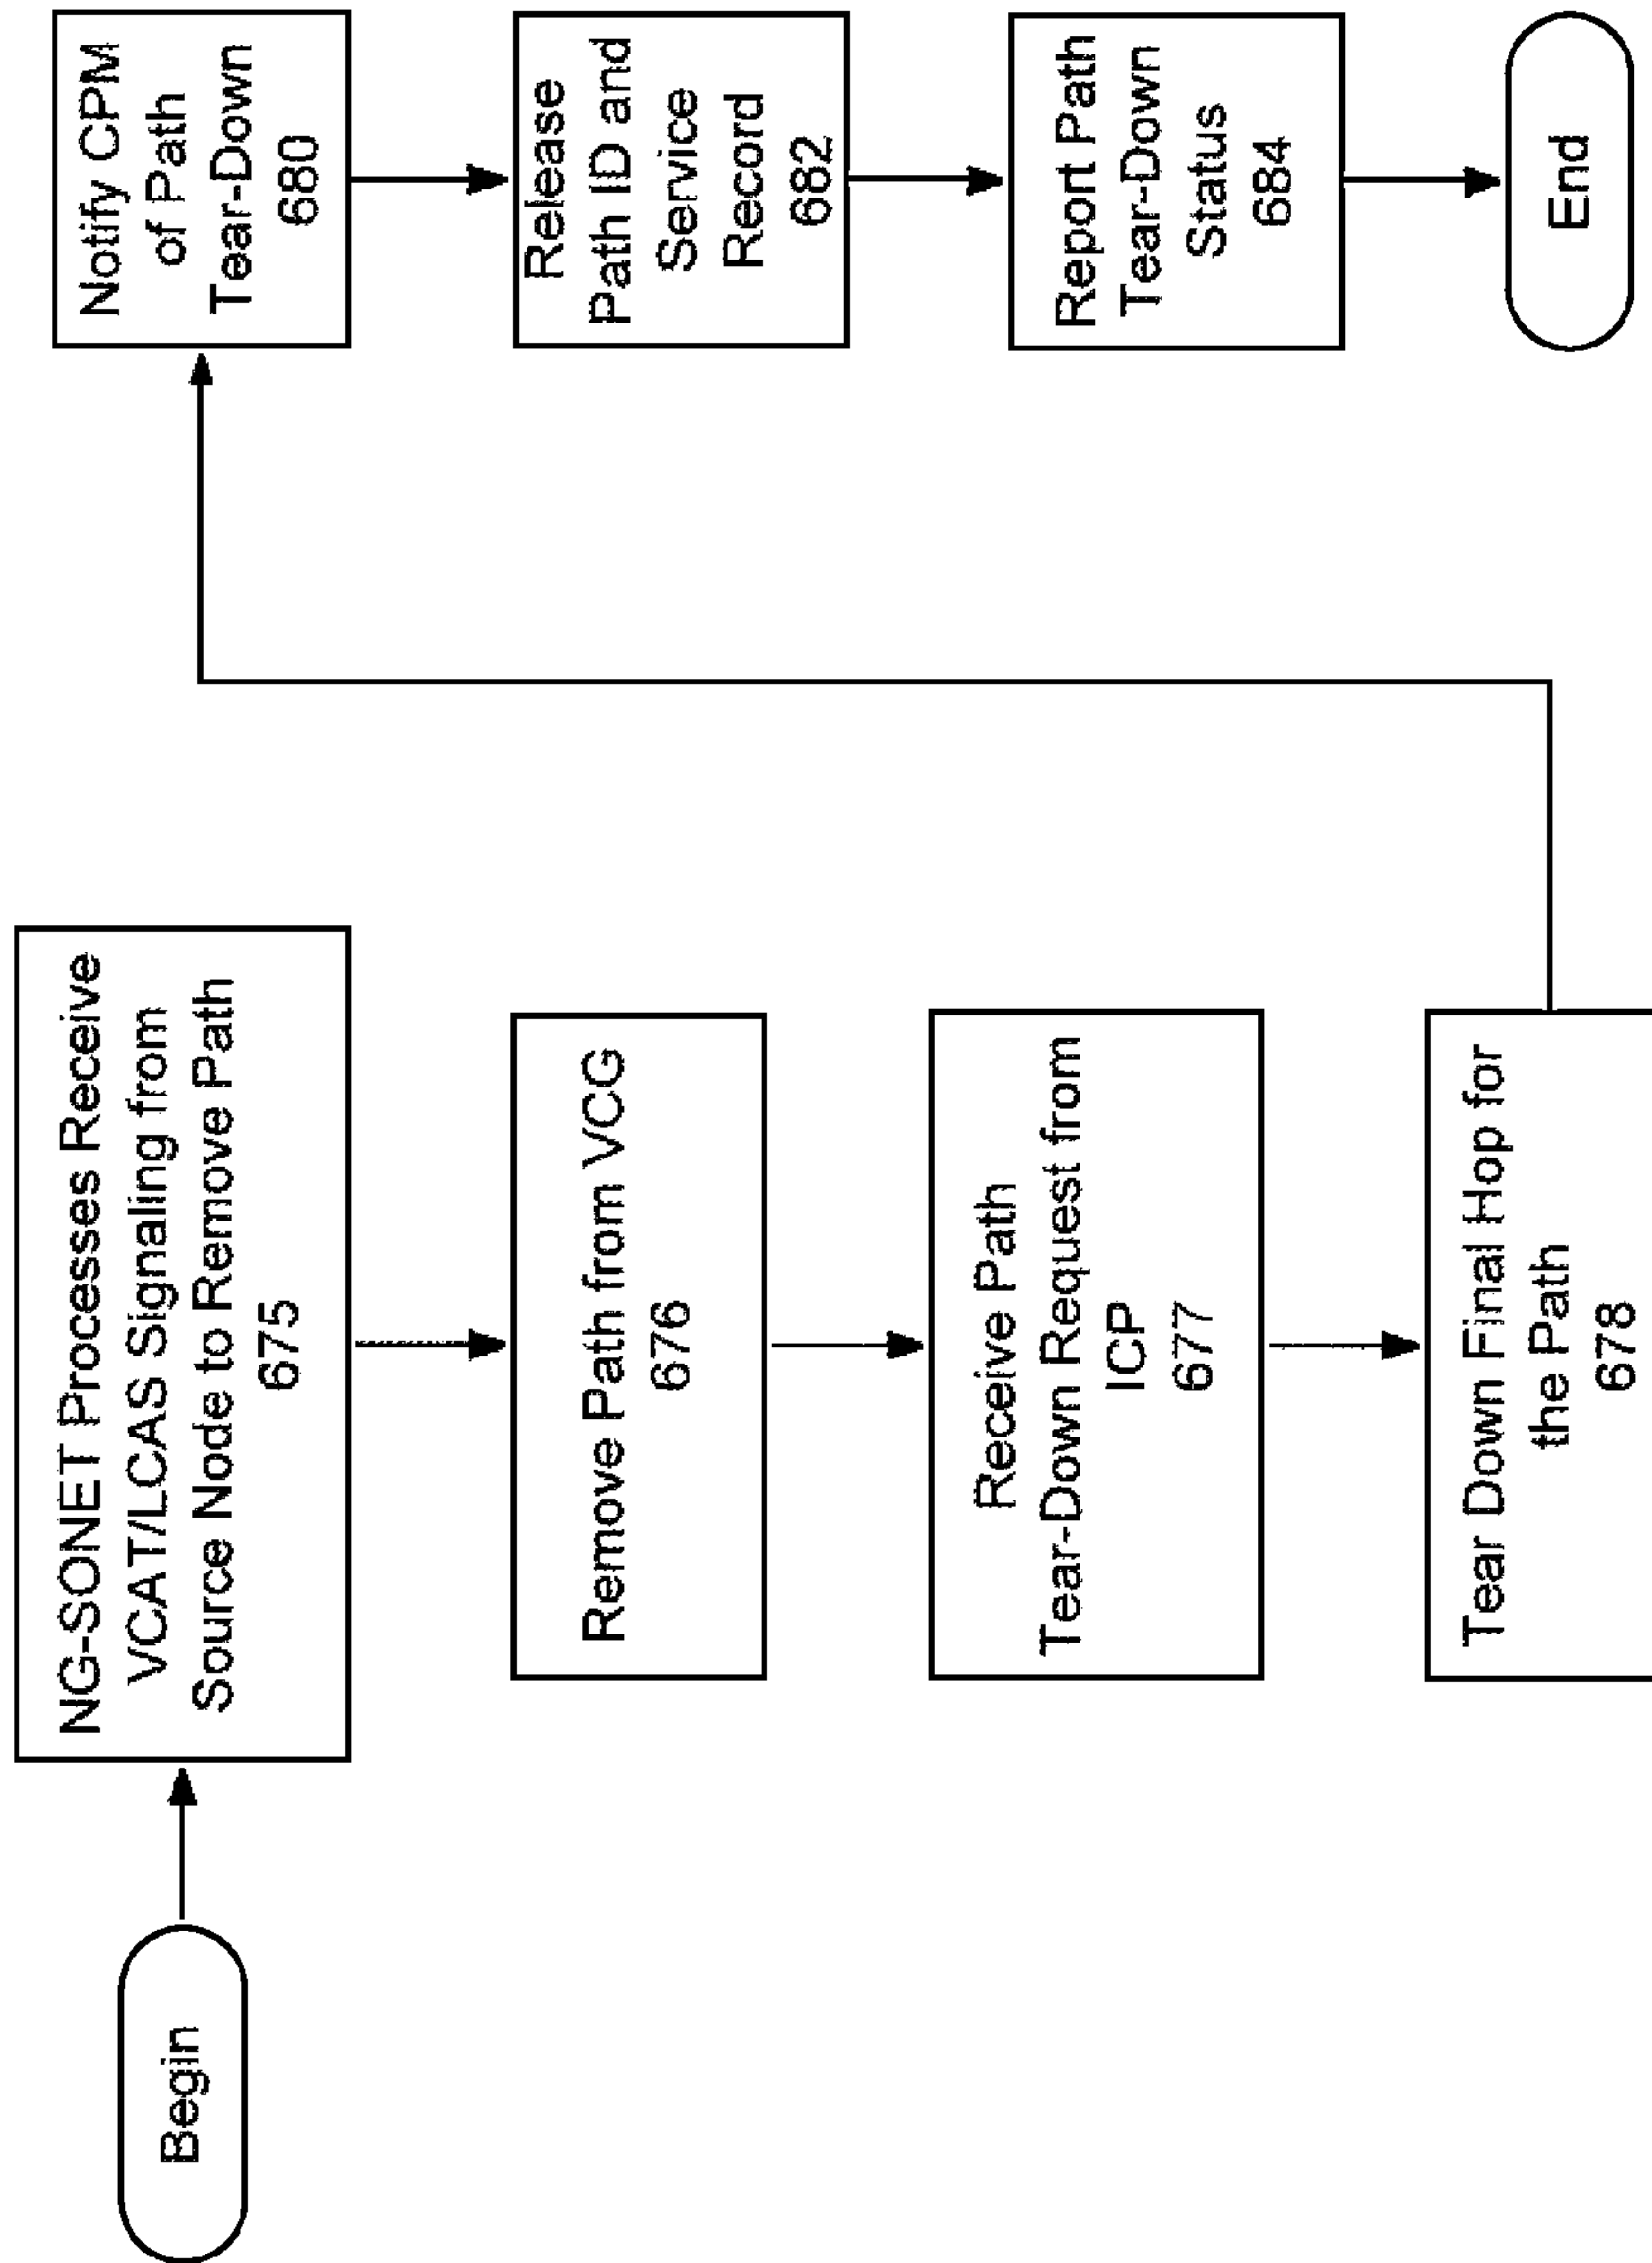 Begin
NG-SONET Processes Receive
VCAT/LCAS Signaling from
Source Node to Remove Path
675
Remove Path from VCG
676
Receive Path
Tear-Down Request from
ICP
677
Tear Down Final Hop for
the Path
678
Notify CPM
of Path
Tear-Down
680
Release
Path ID and
Service
Record
682
Report Path
Tear-Down
Status
684
End